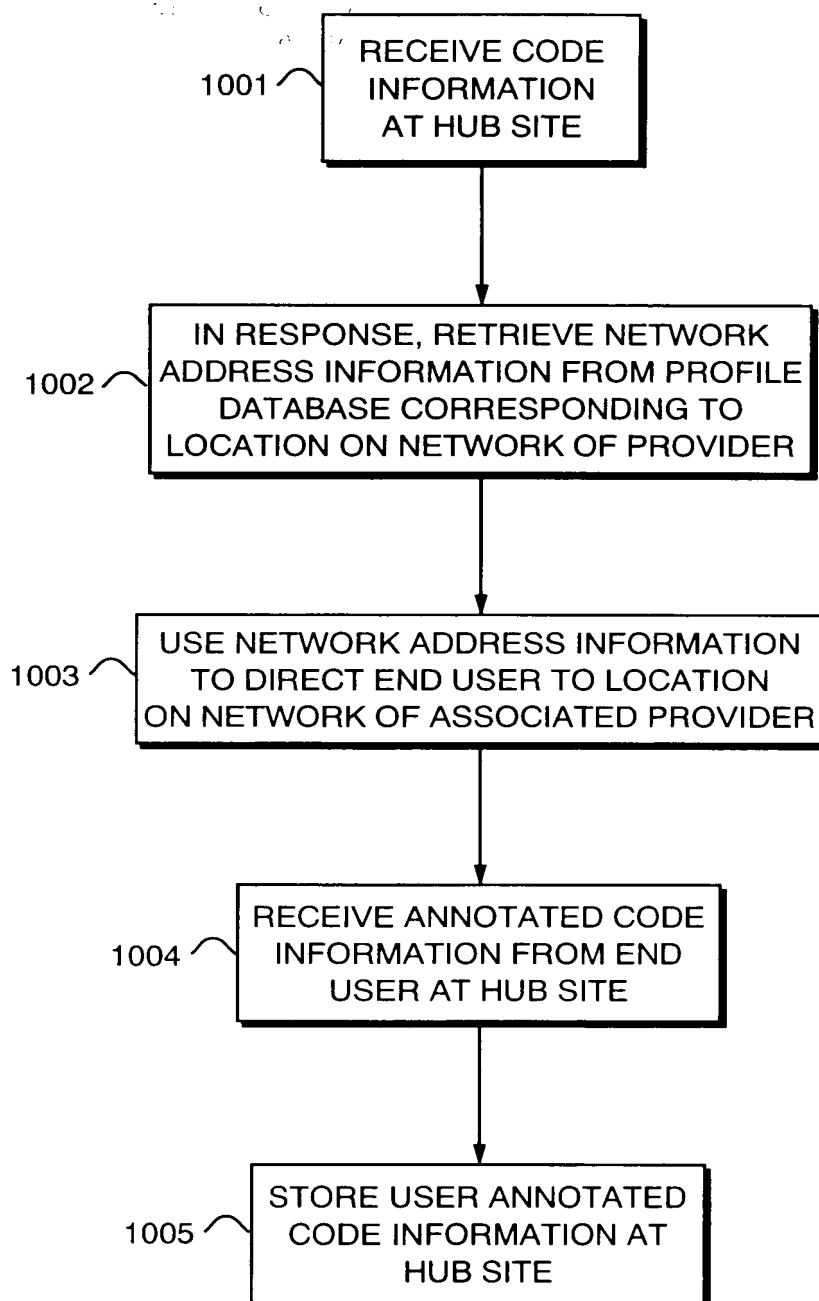 1001
RECEIVE CODE
INFORMATION
AT HUB SITE
1002
IN RESPONSE, RETRIEVE NETWORK
ADDRESS INFORMATION FROM PROFILE
DATABASE CORRESPONDING TO
LOCATION ON NETWORK OF PROVIDER
1003
USE NETWORK ADDRESS INFORMATION
TO DIRECT END USER TO LOCATION
ON NETWORK OF ASSOCIATED PROVIDER
1004
RECEIVE ANNOTATED CODE
INFORMATION FROM END
USER AT HUB SITE
1005
STORE USER ANNOTATED
CODE INFORMATION AT
HUB SITE